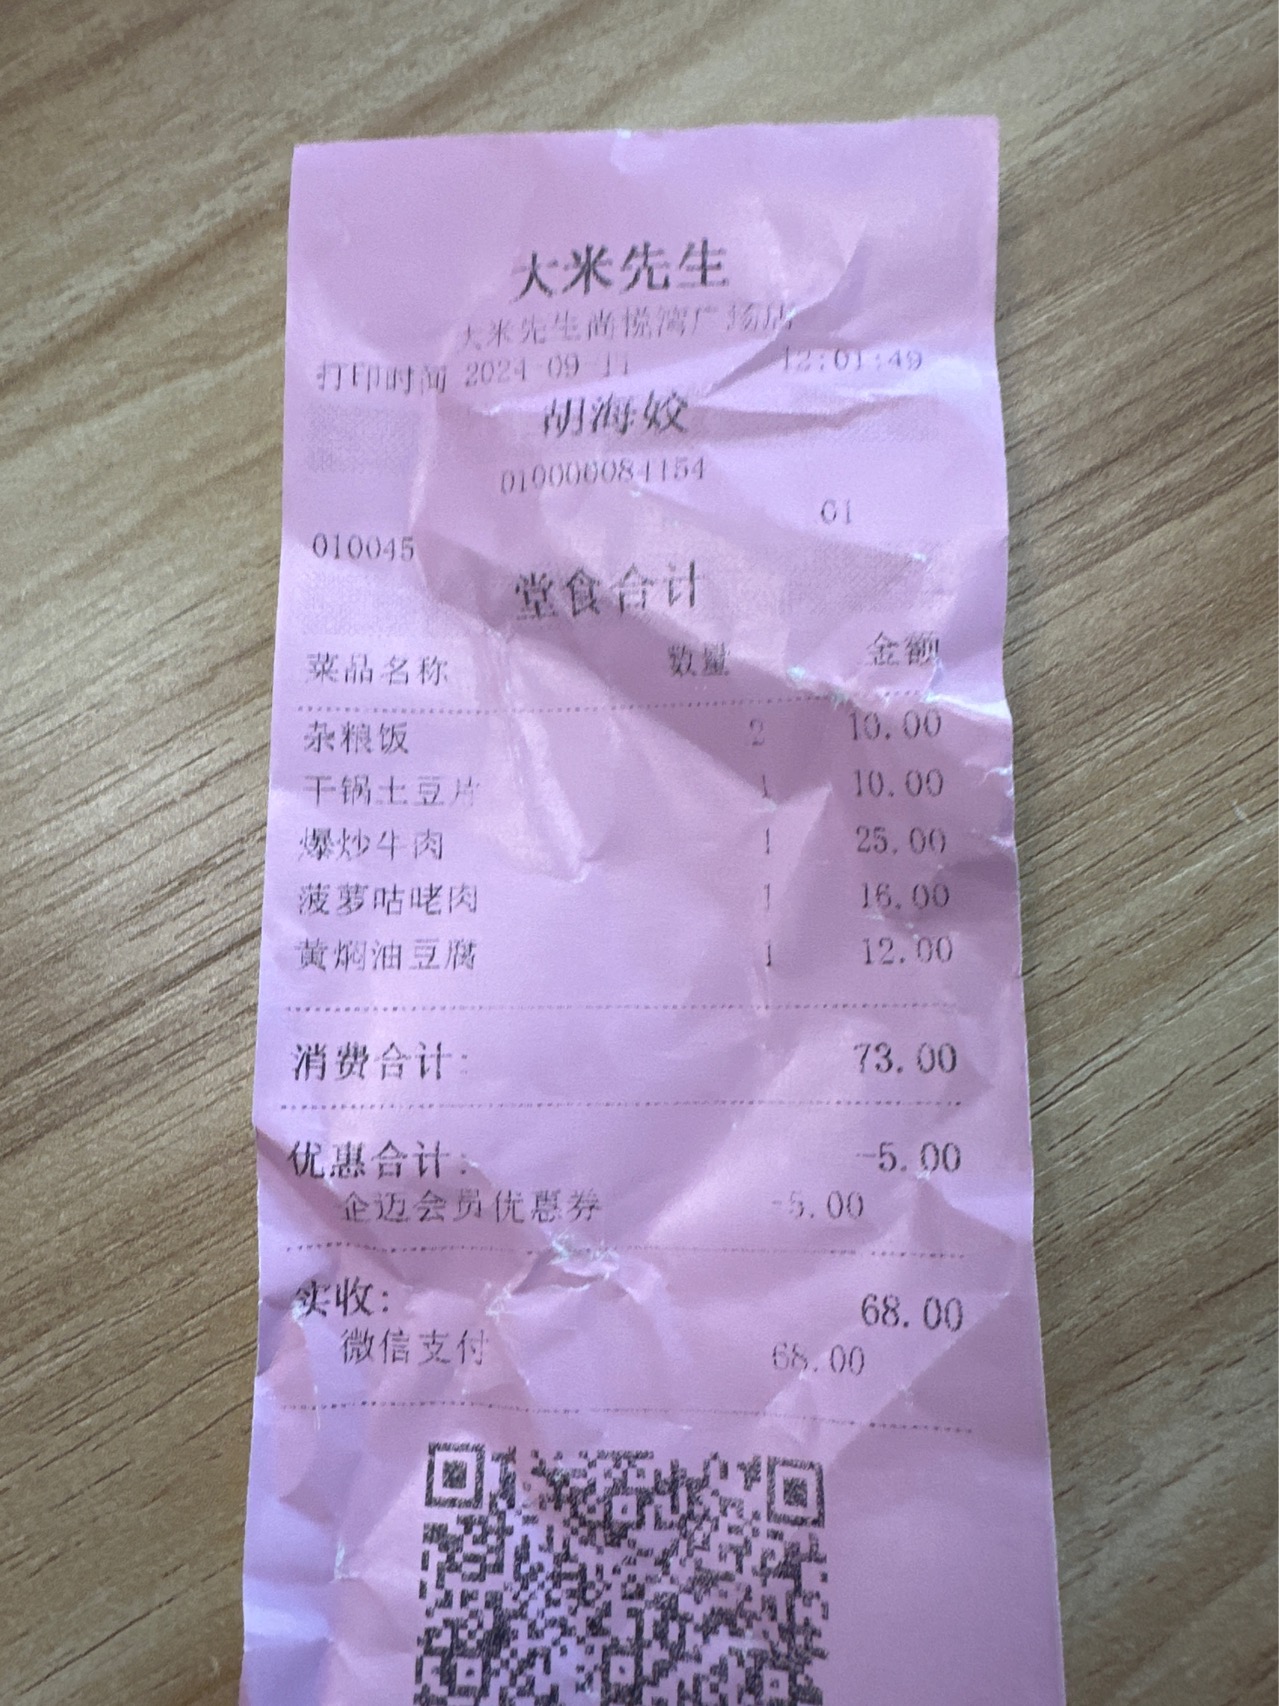 大米先生
大米先生尚悦湾广场店
打印时间 2024-09-11 12:01:49
胡海姣
010000084154
01
010045
堂食合计
菜品名称 数量 金额
杂粮饭 2 10.00
干锅土豆片 1 10.00
爆炒牛肉 1 25.00
菠萝咕咾肉 1 16.00
黄焖油豆腐 1 12.00
消费合计: 73.00
优惠合计: -5.00
企迈会员优惠券 -5.00
实收: 68.00
微信支付 68.00